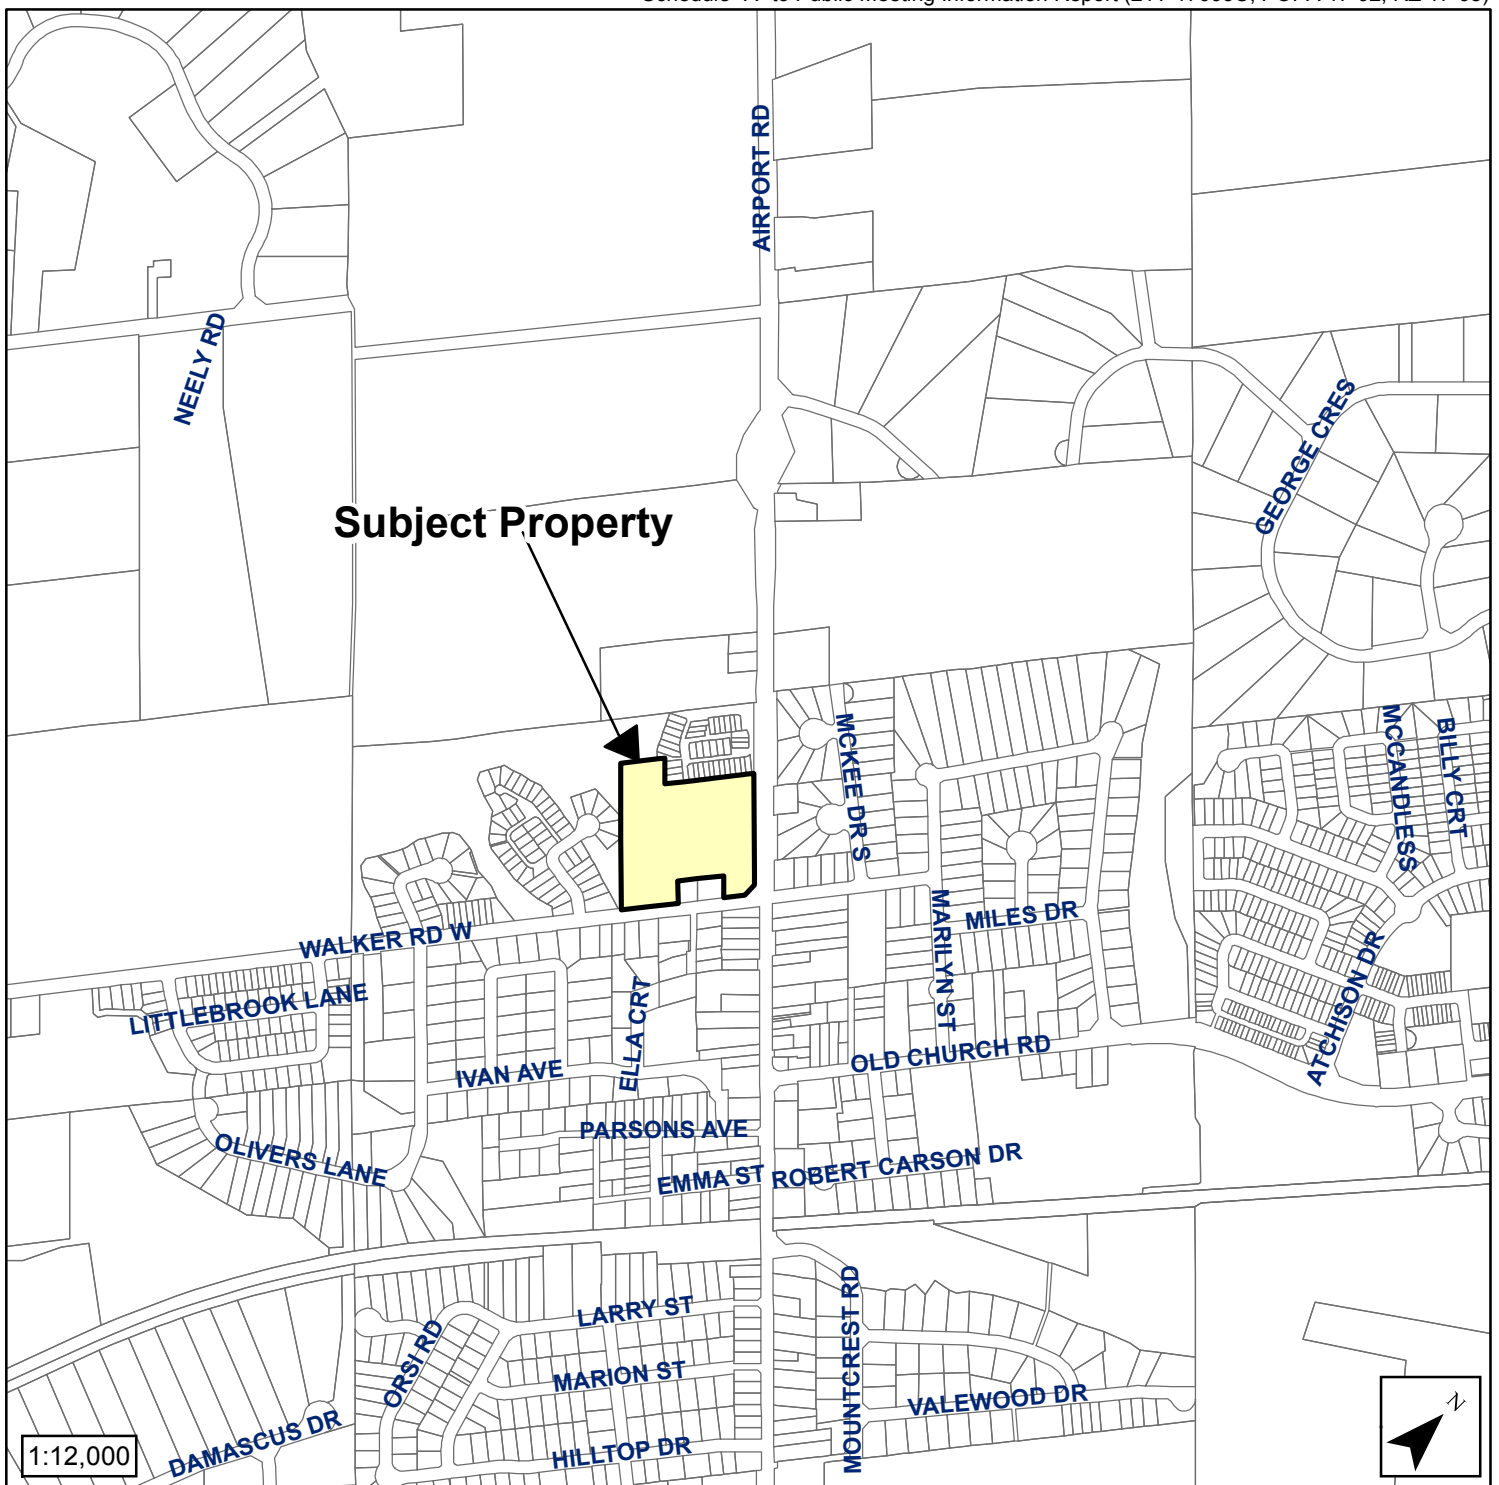 AIRPORT RD
NEELY RD
GEORGE CRES
Subject Property
MCKEE DR S
MCCANDLESS
BILLY CRT
WALKER RD W
MARILYN ST
MILES DR
LITTLEBROOK LANE
ELLA CRT
ATCHISON DR
OLD CHURCH RD
IVAN AVE
PARSONS AVE
OLIVERS LANE
EMMA ST
ROBERT CARSON DR
LARRY ST
MOUNTCREST RD
ORSI RD
MARION ST
VALEWOOD DR
DAMASCUS DR
HILLTOP DR
1:12,000
N